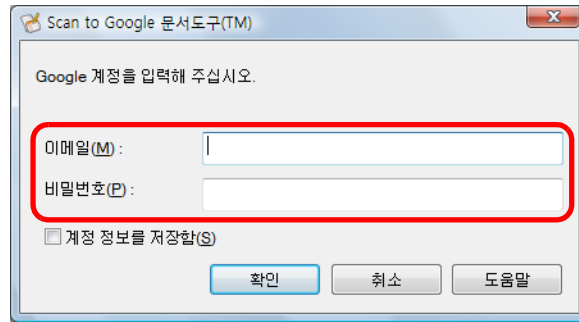 Scan to Google 문서도구(TM)
Google 계정을 입력해 주십시오.
이메일(M) :
비밀번호(P) :
계정 정보를 저장함(S)
확인 취소 도움말